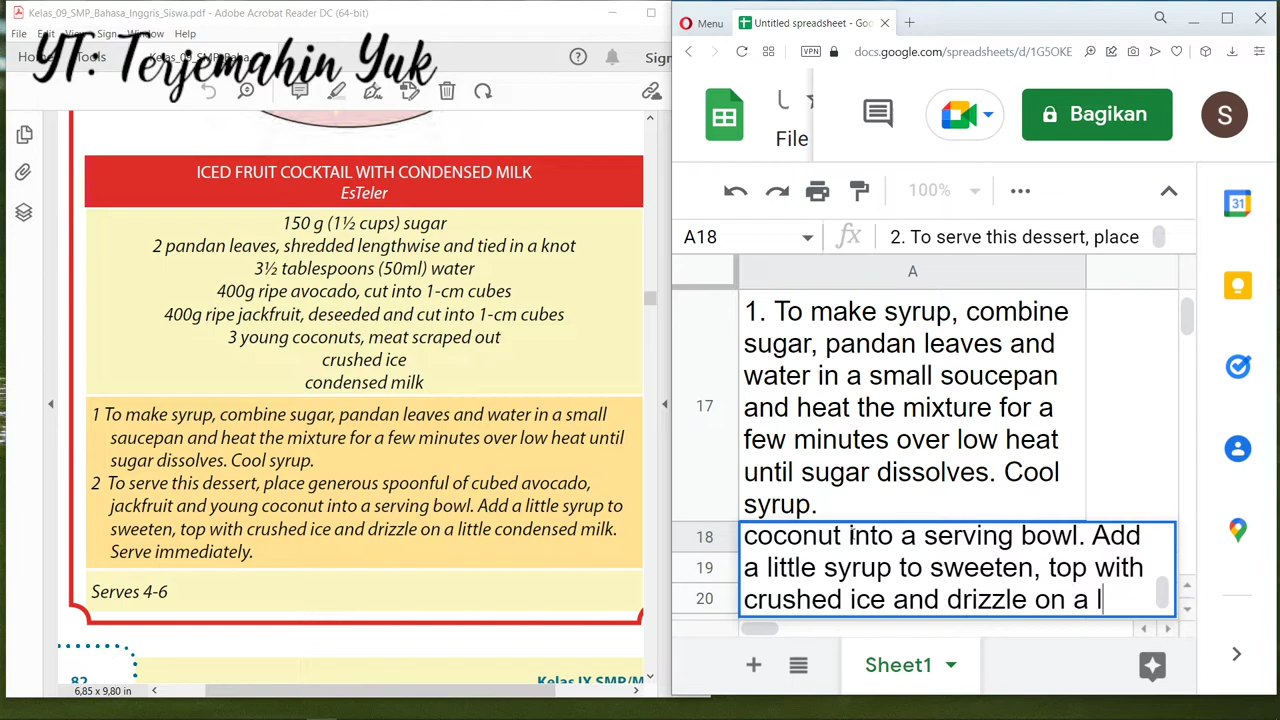 Kelas_09_SMP_Bahasa_Inggris_Siswa.pdf - Adobe Acrobat Reader DC (64-bit)
File Edit View Sign Window Help
Home Tools Kelas_09_SMP_Baha... Sign
YT: Terjemahin Yuk
ICED FRUIT COCKTAIL WITH CONDENSED MILK
EsTeler
150 g (1½ cups) sugar
2 pandan leaves, shredded lengthwise and tied in a knot
3½ tablespoons (50ml) water
400g ripe avocado, cut into 1-cm cubes
400g ripe jackfruit, deseeded and cut into 1-cm cubes
3 young coconuts, meat scraped out
crushed ice
condensed milk
1 To make syrup, combine sugar, pandan leaves and water in a small
saucepan and heat the mixture for a few minutes over low heat until
sugar dissolves. Cool syrup.
2 To serve this dessert, place generous spoonful of cubed avocado,
jackfruit and young coconut into a serving bowl. Add a little syrup to
sweeten, top with crushed ice and drizzle on a little condensed milk.
Serve immediately.
Serves 4-6
82 Kelas IX SMP/M
6,85 x 9,80 in
Menu Untitled spreadsheet - Goo
VPN docs.google.com/spreadsheets/d/1G5OKE
File
Bagikan
S
100%
A18 fx 2. To serve this dessert, place
31
A
17
1. To make syrup, combine
sugar, pandan leaves and
water in a small soucepan
and heat the mixture for a
few minutes over low heat
until sugar dissolves. Cool
syrup.
18 coconut into a serving bowl. Add
19 a little syrup to sweeten, top with
20 crushed ice and drizzle on a l
Sheet1